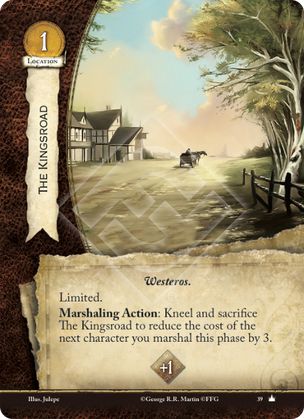 1
LOCATION
THE KINGSROAD
Westeros.
Limited.
Marshaling Action: Kneel and sacrifice
The Kingsroad to reduce the cost of the
next character you marshal this phase by 3.
+1
Illus. Julepe
©George R.R. Martin ©FFG
39